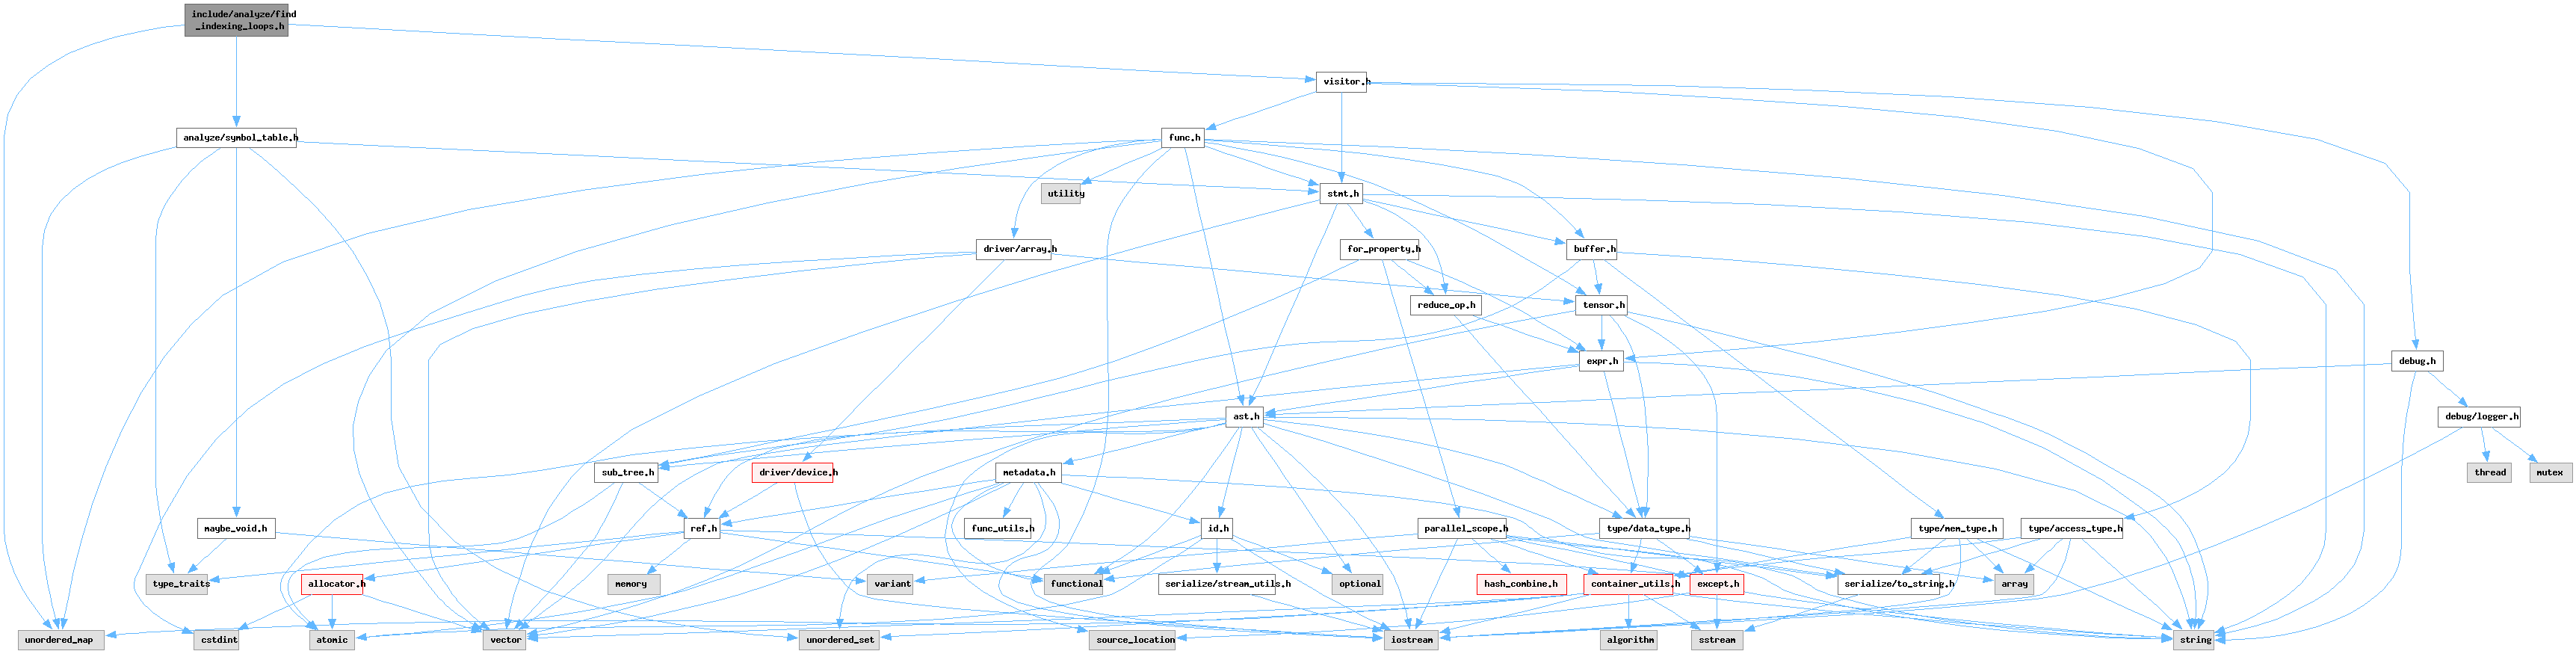 include/analyze/find
_indexing_loops.h
visitor.h
analyze/symbol_table.h
func.h
utility
stmt.h
driver/array.h
for_property.h
buffer.h
reduce_op.h
tensor.h
expr.h
debug.h
ast.h
debug/logger.h
sub_tree.h
driver/device.h
metadata.h
thread
mutex
maybe_void.h
ref.h
func_utils.h
id.h
parallel_scope.h
type/data_type.h
type/mem_type.h
type/access_type.h
type_traits
allocator.h
memory
variant
functional
serialize/stream_utils.h
optional
hash_combine.h
container_utils.h
except.h
serialize/to_string.h
array
unordered_map
cstdint
atomic
vector
unordered_set
source_location
iostream
algorithm
sstream
string